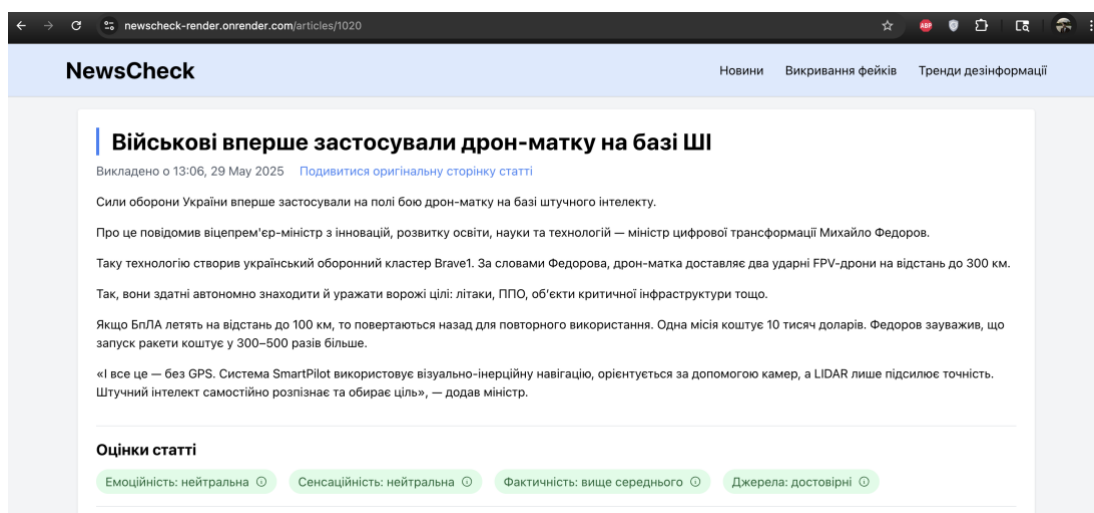 newscheck-render.onrender.com/articles/1020
ABP
NewsCheck
Новини Викривання фейків Тренди дезінформації
Військові вперше застосували дрон-матку на базі ШІ
Викладено о 13:06, 29 May 2025 Подивитися оригінальну сторінку статті
Сили оборони України вперше застосували на полі бою дрон-матку на базі штучного інтелекту.
Про це повідомив віцепрем'єр-міністр з інновацій, розвитку освіти, науки та технологій — міністр цифрової трансформації Михайло Федоров.
Таку технологію створив український оборонний кластер Brave1. За словами Федорова, дрон-матка доставляє два ударні FPV-дрони на відстань до 300 км.
Так, вони здатні автономно знаходити й уражати ворожі цілі: літаки, ППО, об’єкти критичної інфраструктури тощо.
Якщо БпЛА летять на відстань до 100 км, то повертаються назад для повторного використання. Одна місія коштує 10 тисяч доларів. Федоров зауважив, що
запуск ракети коштує у 300–500 разів більше.
«І все це — без GPS. Система SmartPilot використовує візуально-інерційну навігацію, орієнтується за допомогою камер, а LIDAR лише підсилює точність.
Штучний інтелект самостійно розпізнає та обирає ціль», — додав міністр.
Оцінки статті
Емоційність: нейтральна Сенсаційність: нейтральна Фактичність: вище середнього Джерела: достовірні